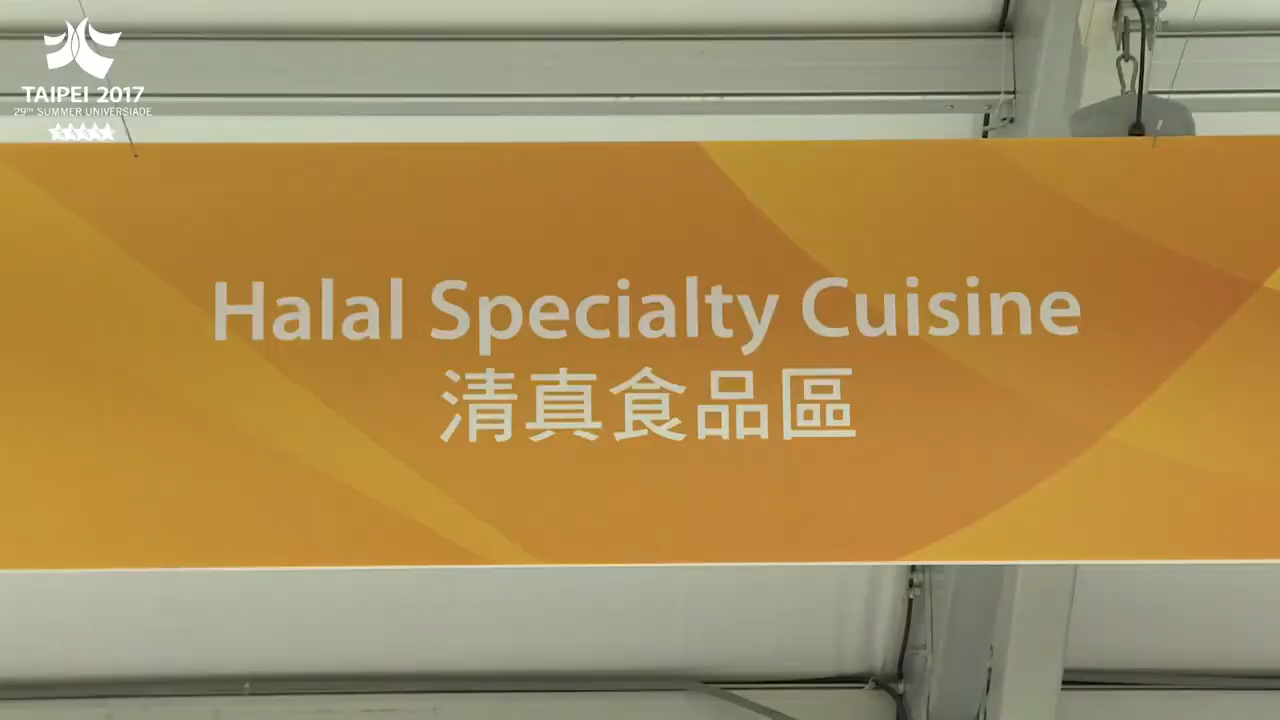 TAIPEI 2017
29TH SUMMER UNIVERSIADE
Halal Specialty Cuisine
清真食品區